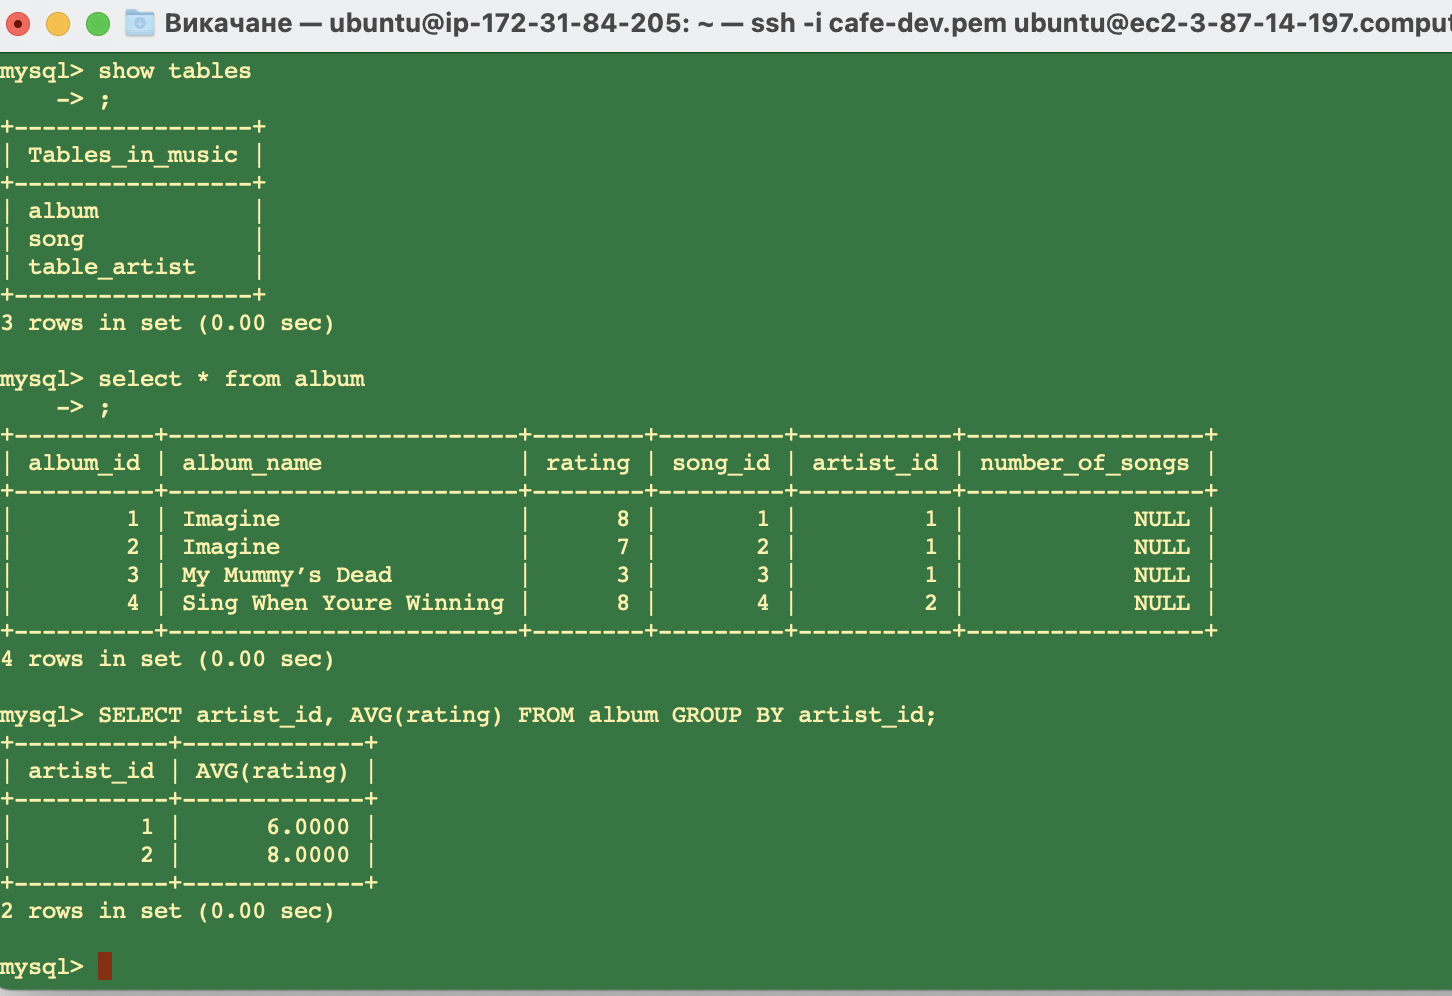 Викачане — ubuntu@ip-172-31-84-205: ~ — ssh -i cafe-dev.pem ubuntu@ec2-3-87-14-197.comput
mysql> show tables
    -> ;
+-----------------+
| Tables_in_music |
+-----------------+
| album           |
| song            |
| table_artist    |
+-----------------+
3 rows in set (0.00 sec)

mysql> select * from album
    -> ;
+----------+-------------------------+--------+---------+-----------+-----------------+
| album_id | album_name              | rating | song_id | artist_id | number_of_songs |
+----------+-------------------------+--------+---------+-----------+-----------------+
|        1 | Imagine                 |      8 |       1 |         1 |            NULL |
|        2 | Imagine                 |      7 |       2 |         1 |            NULL |
|        3 | My Mummy’s Dead         |      3 |       3 |         1 |            NULL |
|        4 | Sing When Youre Winning |      8 |       4 |         2 |            NULL |
+----------+-------------------------+--------+---------+-----------+-----------------+
4 rows in set (0.00 sec)

mysql> SELECT artist_id, AVG(rating) FROM album GROUP BY artist_id;
+-----------+-------------+
| artist_id | AVG(rating) |
+-----------+-------------+
|         1 |      6.0000 |
|         2 |      8.0000 |
+-----------+-------------+
2 rows in set (0.00 sec)

mysql>